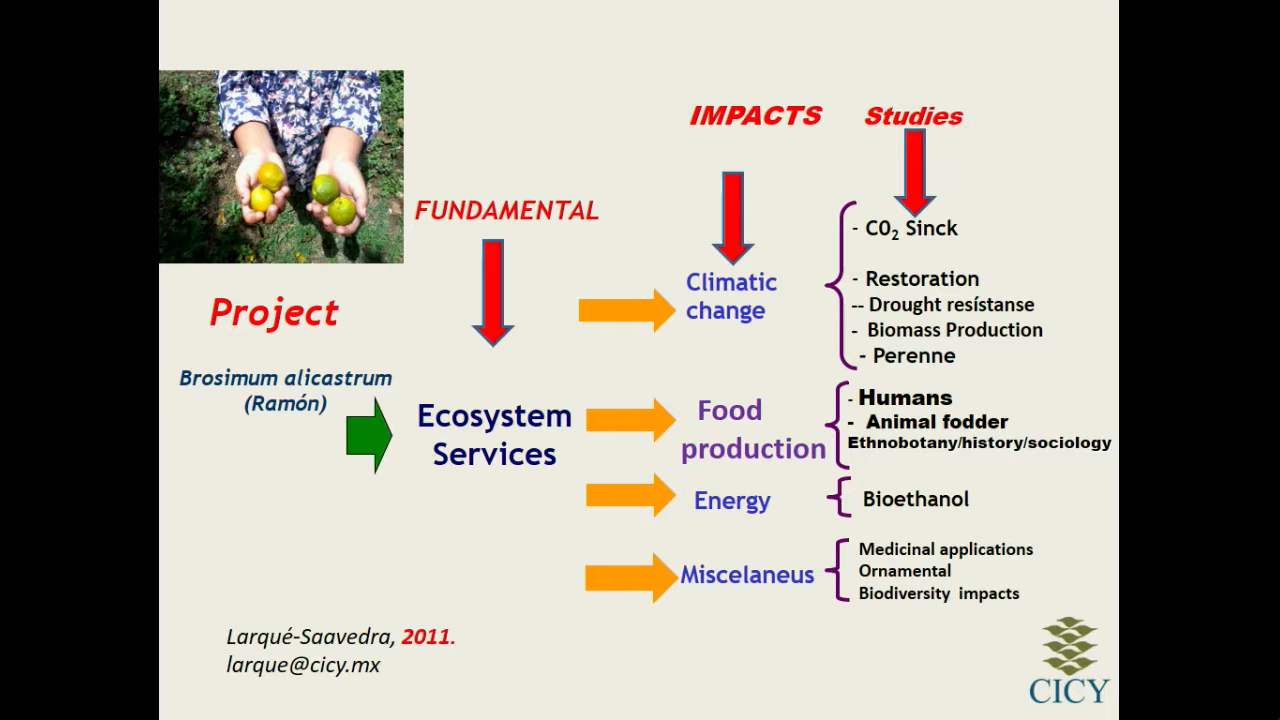 IMPACTS
Studies
FUNDAMENTAL
Project
Brosimum alicastrum
(Ramón)
Ecosystem
Services
Climatic
change
- C0₂ Sinck
- Restoration
-- Drought resístanse
- Biomass Production
- Perenne
Food
production
- Humans
- Animal fodder
Ethnobotany/history/sociology
Energy
Bioethanol
Miscelaneus
Medicinal applications
Ornamental
Biodiversity impacts
Larqué-Saavedra, 2011.
larque@cicy.mx
CICY